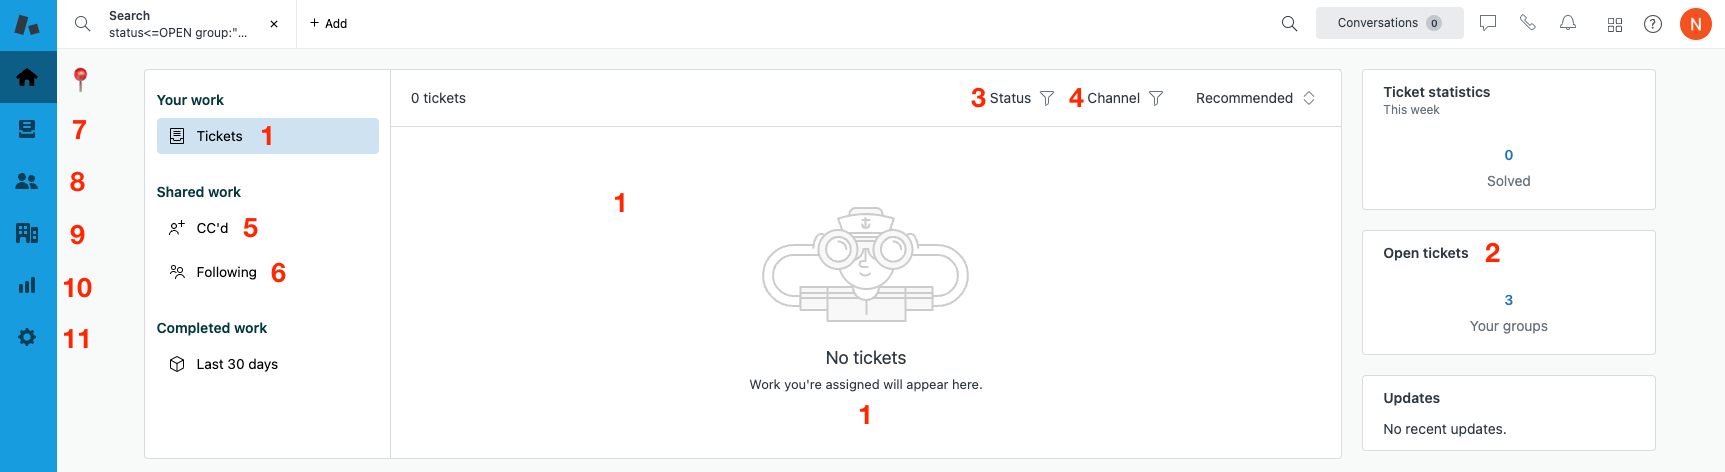 Search
status<=OPEN group:"...
+ Add
Conversations 0
N
Your work
Tickets 1
Shared work
CC'd 5
Following 6
Completed work
Last 30 days
7
8
9
10
11
0 tickets
3 Status
4 Channel
Recommended
1
No tickets
Work you're assigned will appear here.
1
Ticket statistics
This week
0
Solved
Open tickets 2
3
Your groups
Updates
No recent updates.